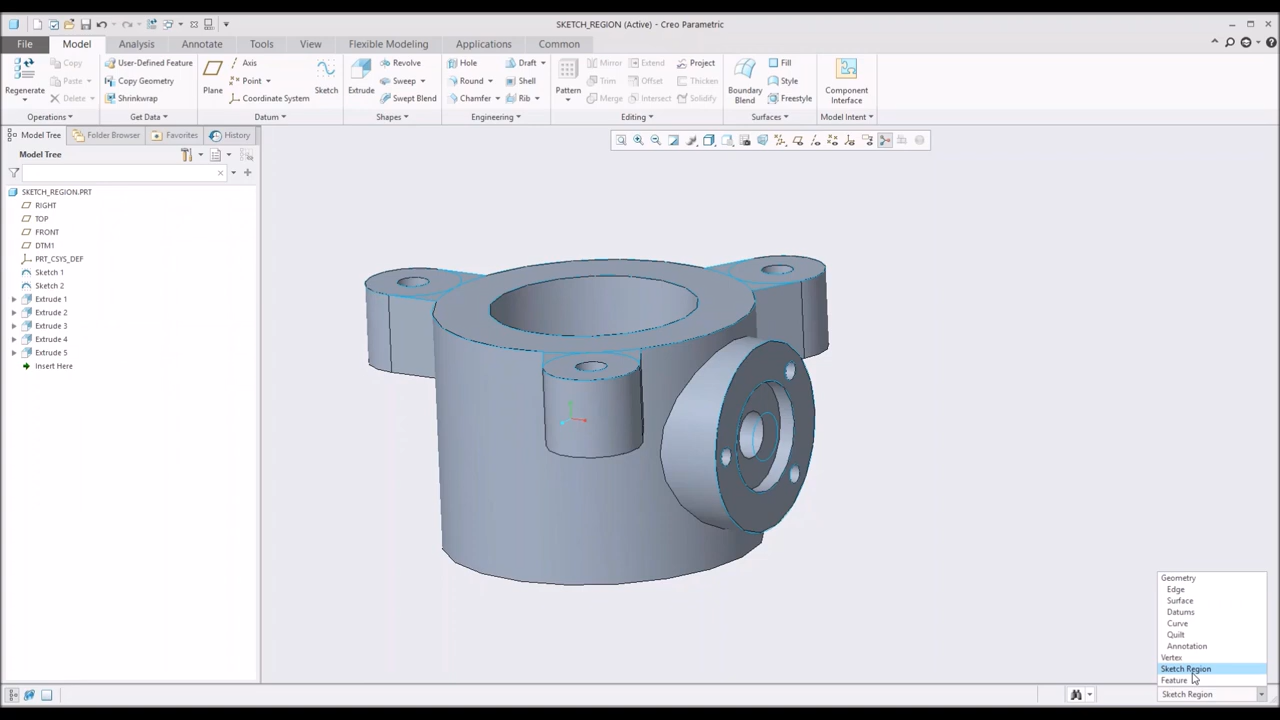 SKETCH_REGION (Active) - Creo Parametric
File Model Analysis Annotate Tools View Flexible Modeling Applications Common
Regenerate
Copy
Paste
Delete
Operations
User-Defined Feature
Copy Geometry
Shrinkwrap
Get Data
Plane
Axis
Point
Coordinate System
Sketch
Datum
Extrude
Revolve
Sweep
Swept Blend
Shapes
Hole
Round
Chamfer
Draft
Shell
Rib
Engineering
Pattern
Mirror
Trim
Merge
Extend
Offset
Intersect
Project
Thicken
Solidify
Editing
Boundary Blend
Fill
Style
Freestyle
Surfaces
Component Interface
Model Intent
Model Tree Folder Browser Favorites History
Model Tree
SKETCH_REGION.PRT
RIGHT
TOP
FRONT
DTM1
PRT_CSYS_DEF
Sketch 1
Sketch 2
Extrude 1
Extrude 2
Extrude 3
Extrude 4
Extrude 5
Insert Here
Geometry
Edge
Surface
Datums
Curve
Quilt
Annotation
Vertex
Sketch Region
Feature
Sketch Region